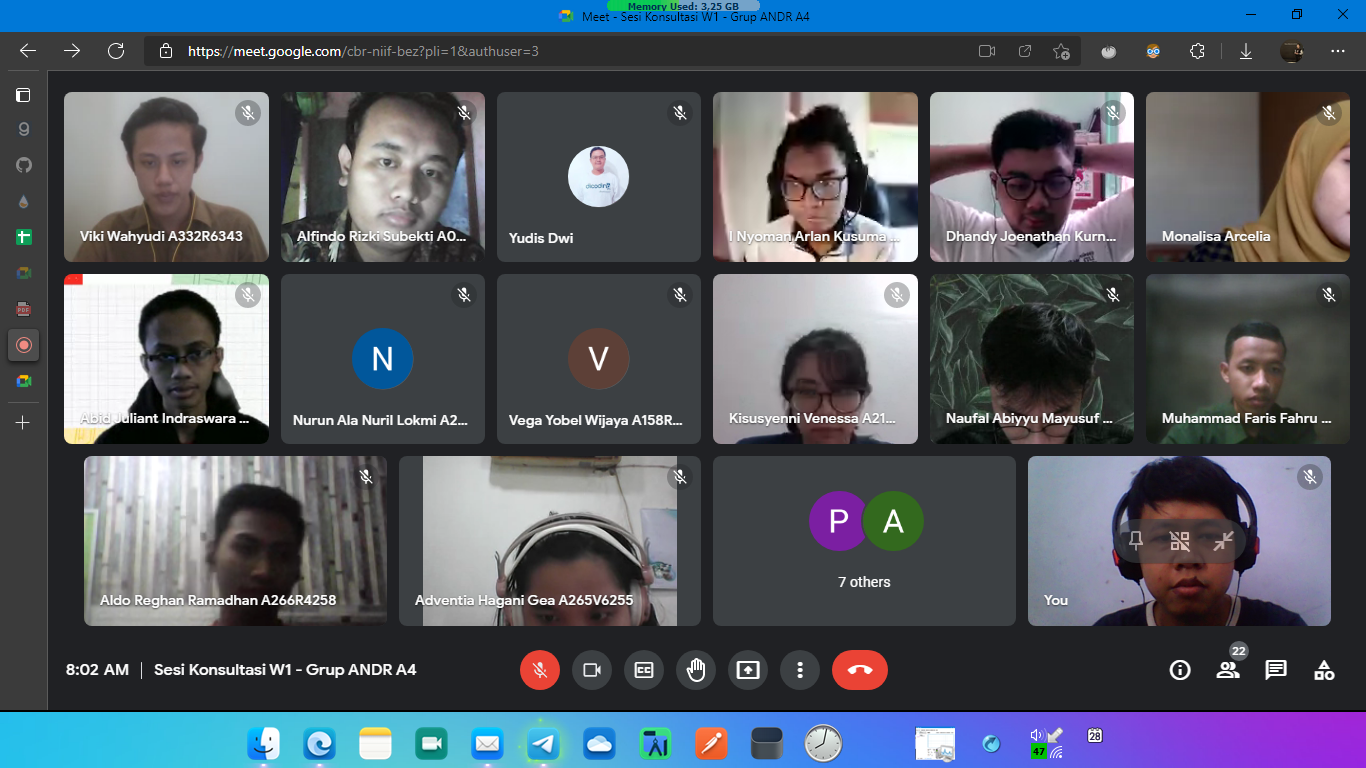 Memory Used: 3,25 GB
Meet - Sesi Konsultasi W1 - Grup ANDR A4
https://meet.google.com/cbr-niif-bez?pli=1&authuser=3
Viki Wahyudi A332R6343
Alfindo Rizki Subekti A0...
dicoding
Yudis Dwi
I Nyoman Arlan Kusuma ...
Dhandy Joenathan Kurn...
Monalisa Arcelia
Abid Juliant Indraswara ...
N
Nurun Ala Nuril Lokmi A2...
V
Vega Yobel Wijaya A158R...
Kisusyenni Venessa A21...
Naufal Abiyyu Mayusuf ...
Muhammad Faris Fahru ...
Aldo Reghan Ramadhan A266R4258
Adventia Hagani Gea A265V6255
P A
7 others
You
8:02 AM | Sesi Konsultasi W1 - Grup ANDR A4
22
47
28